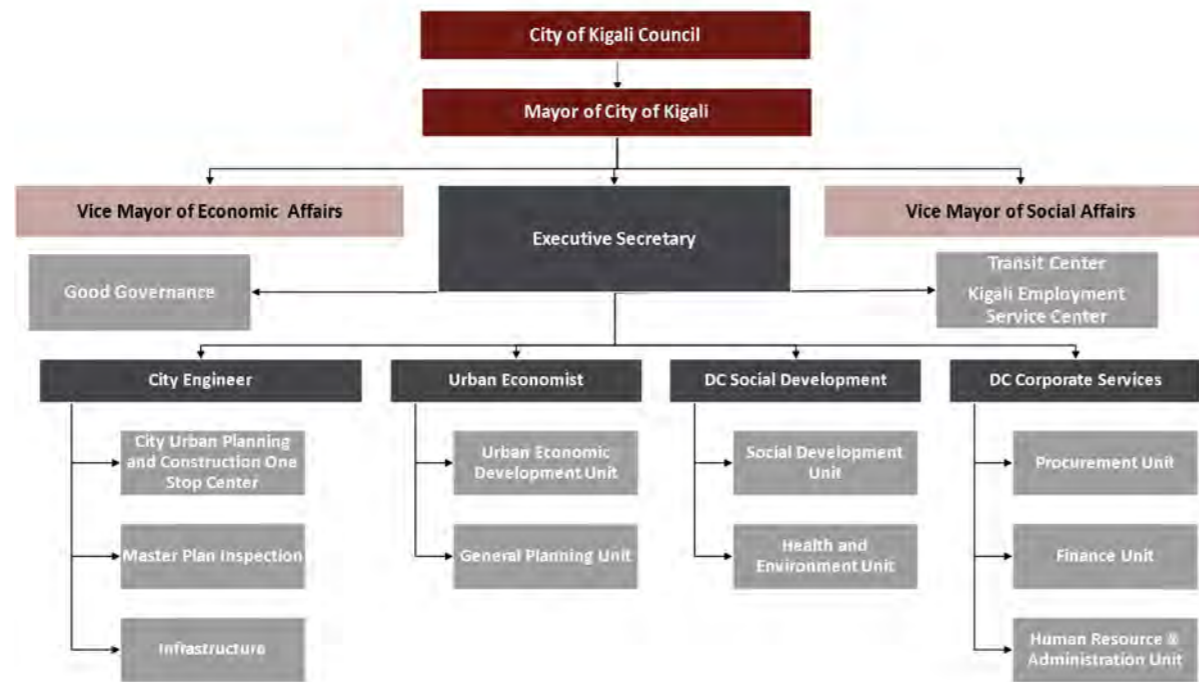 City of Kigali Council
Mayor of City of Kigali
Vice Mayor of Economic Affairs
Executive Secretary
Vice Mayor of Social Affairs
Good Governance
Transit Center
Kigali Employment
Service Center
City Engineer
Urban Economist
DC Social Development
DC Corporate Services
City Urban Planning
and Construction One
Stop Center
Urban Economic
Development Unit
Social Development
Unit
Procurement Unit
Master Plan Inspection
General Planning Unit
Health and
Environment Unit
Finance Unit
Infrastructure
Human Resource &
Administration Unit